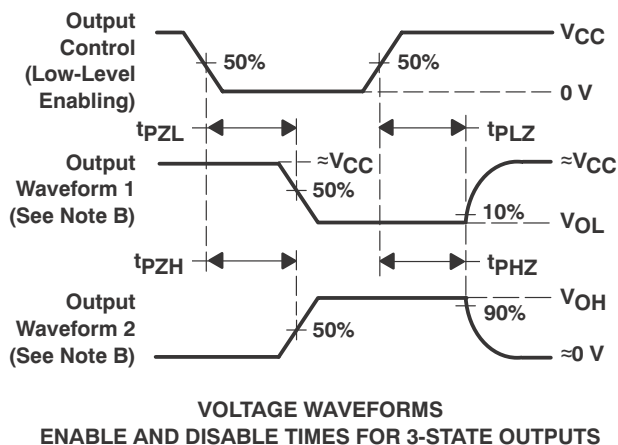 Output
Control
(Low-Level
Enabling)
50%
50%
VCC
0 V
tPZL
tPLZ
Output
Waveform 1
(See Note B)
≈VCC
50%
≈VCC
10%
VOL
tPZH
tPHZ
Output
Waveform 2
(See Note B)
50%
VOH
90%
≈0 V
VOLTAGE WAVEFORMS
ENABLE AND DISABLE TIMES FOR 3-STATE OUTPUTS